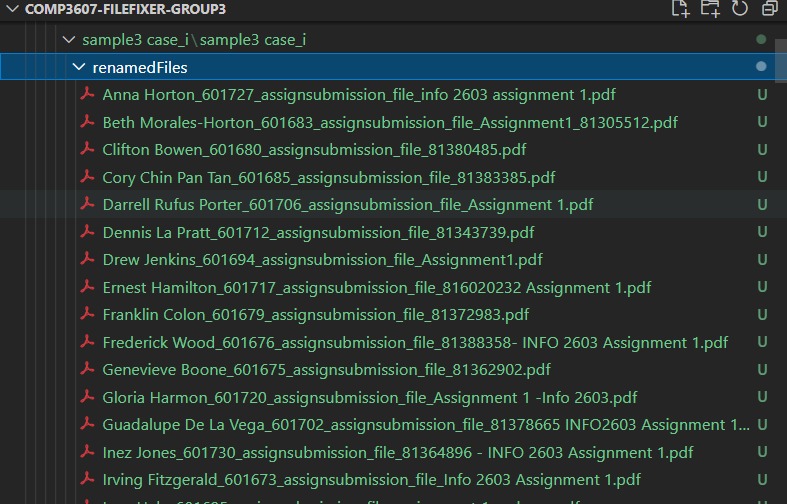 COMP3607-FILEFIXER-GROUP3
sample3 case_i\sample3 case_i
renamedFiles
Anna Horton_601727_assignsubmission_file_info 2603 assignment 1.pdf U
Beth Morales-Horton_601683_assignsubmission_file_Assignment1_81305512.pdf U
Clifton Bowen_601680_assignsubmission_file_81380485.pdf U
Cory Chin Pan Tan_601685_assignsubmission_file_81383385.pdf U
Darrell Rufus Porter_601706_assignsubmission_file_Assignment 1.pdf U
Dennis La Pratt_601712_assignsubmission_file_81343739.pdf U
Drew Jenkins_601694_assignsubmission_file_Assignment1.pdf U
Ernest Hamilton_601717_assignsubmission_file_816020232 Assignment 1.pdf U
Franklin Colon_601679_assignsubmission_file_81372983.pdf U
Frederick Wood_601676_assignsubmission_file_81388358- INFO 2603 Assignment 1.pdf U
Genevieve Boone_601675_assignsubmission_file_81362902.pdf U
Gloria Harmon_601720_assignsubmission_file_Assignment 1 -Info 2603.pdf U
Guadalupe De La Vega_601702_assignsubmission_file_81378665 INFO2603 Assignment 1... U
Inez Jones_601730_assignsubmission_file_81364896 - INFO 2603 Assignment 1.pdf U
Irving Fitzgerald_601673_assignsubmission_file_Info 2603 Assignment 1.pdf U